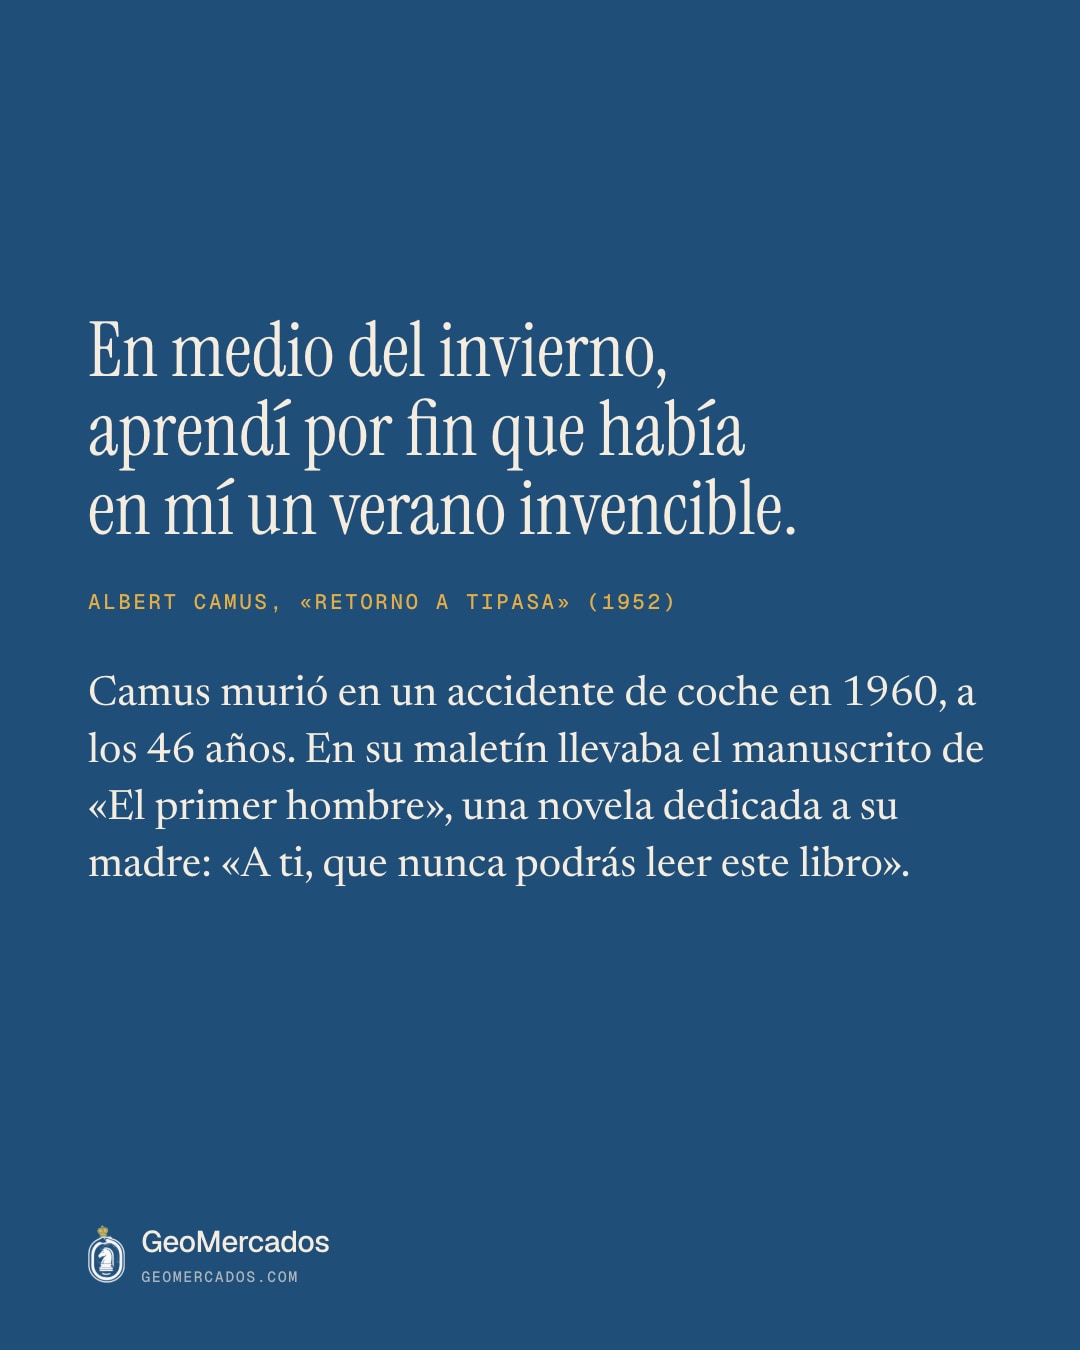 En medio del invierno,
aprendí por fin que había
en mí un verano invencible.
ALBERT CAMUS, «RETORNO A TIPASA» (1952)
Camus murió en un accidente de coche en 1960, a
los 46 años. En su maletín llevaba el manuscrito de
«El primer hombre», una novela dedicada a su
madre: «A ti, que nunca podrás leer este libro».
GeoMercados
GEOMERCADOS.COM